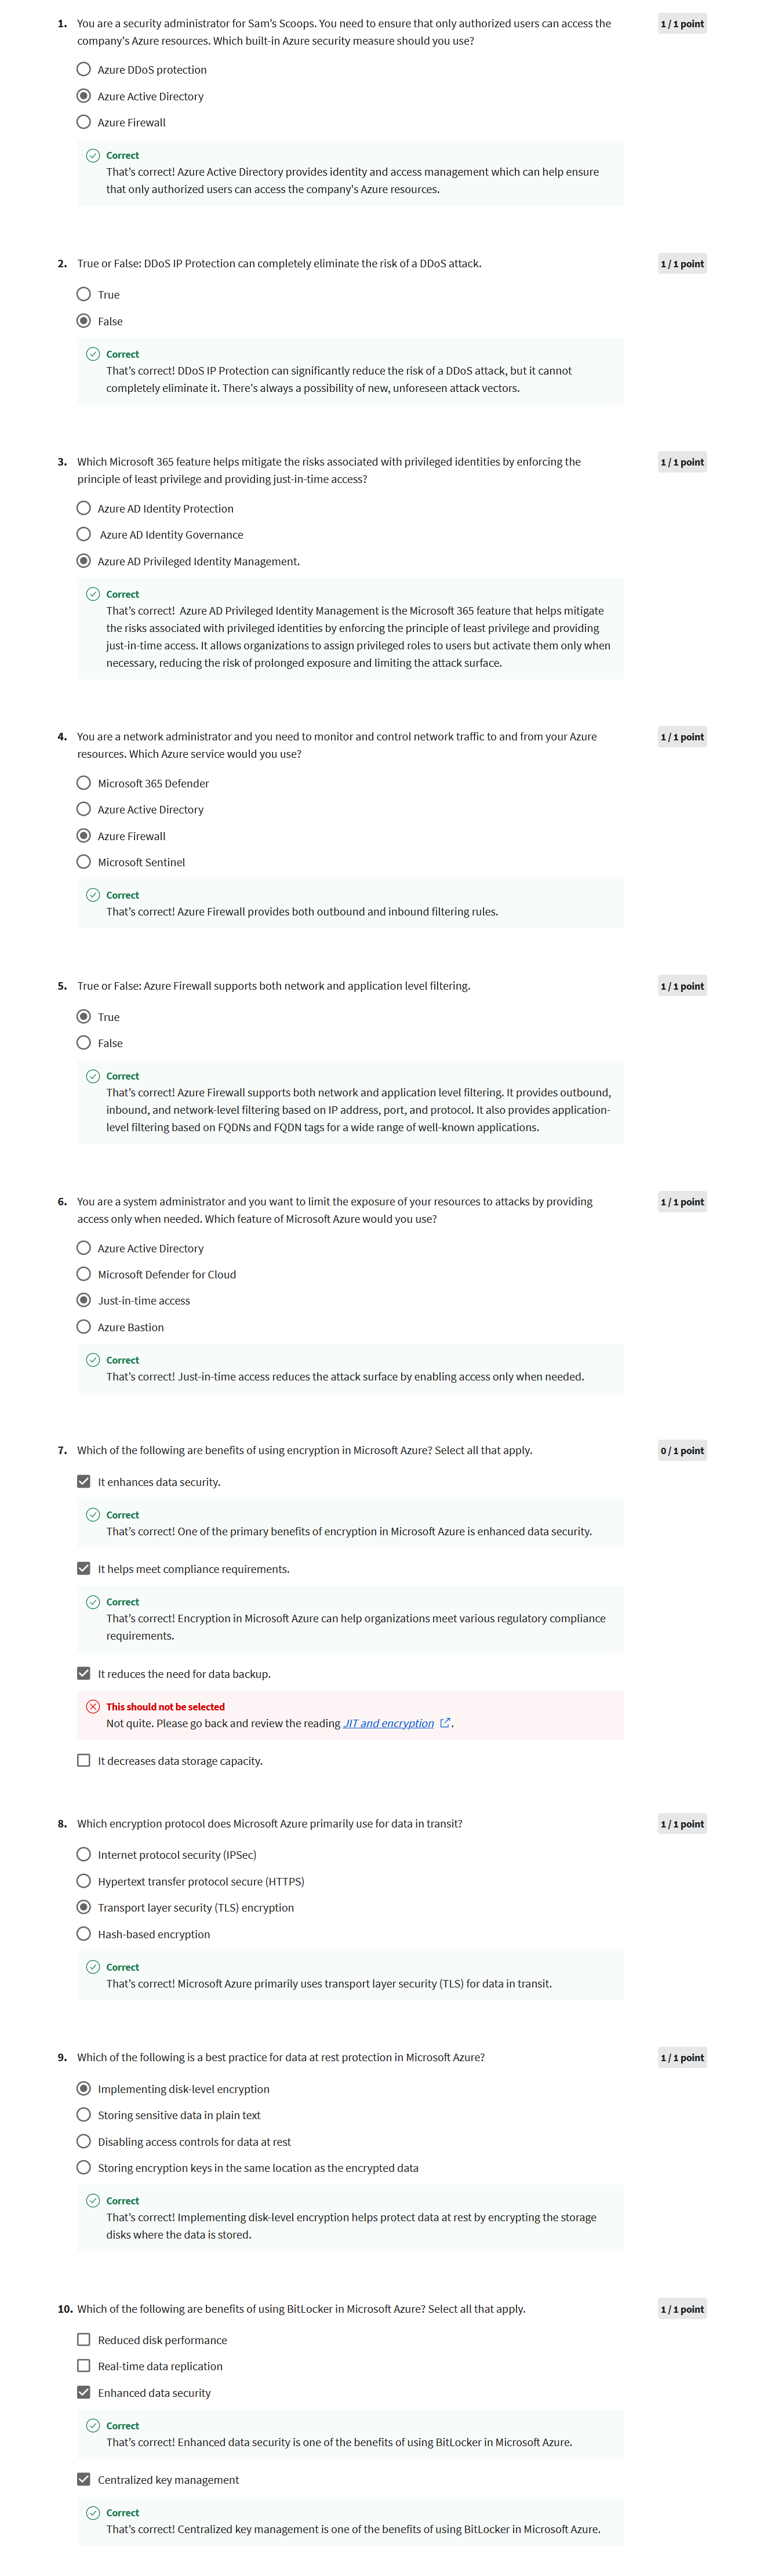 1. You are a security administrator for Sam's Scoops. You need to ensure that only authorized users can access the
company's Azure resources. Which built-in Azure security measure should you use?
1 / 1 point
Azure DDoS protection
Azure Active Directory
Azure Firewall
Correct
That's correct! Azure Active Directory provides identity and access management which can help ensure
that only authorized users can access the company's Azure resources.
2. True or False: DDoS IP Protection can completely eliminate the risk of a DDoS attack.
1 / 1 point
True
False
Correct
That's correct! DDoS IP Protection can significantly reduce the risk of a DDoS attack, but it cannot
completely eliminate it. There's always a possibility of new, unforeseen attack vectors.
3. Which Microsoft 365 feature helps mitigate the risks associated with privileged identities by enforcing the
principle of least privilege and providing just-in-time access?
1 / 1 point
Azure AD Identity Protection
Azure AD Identity Governance
Azure AD Privileged Identity Management.
Correct
That's correct! Azure AD Privileged Identity Management is the Microsoft 365 feature that helps mitigate
the risks associated with privileged identities by enforcing the principle of least privilege and providing
just-in-time access. It allows organizations to assign privileged roles to users but activate them only when
necessary, reducing the risk of prolonged exposure and limiting the attack surface.
4. You are a network administrator and you need to monitor and control network traffic to and from your Azure
resources. Which Azure service would you use?
1 / 1 point
Microsoft 365 Defender
Azure Active Directory
Azure Firewall
Microsoft Sentinel
Correct
That's correct! Azure Firewall provides both outbound and inbound filtering rules.
5. True or False: Azure Firewall supports both network and application level filtering.
1 / 1 point
True
False
Correct
That's correct! Azure Firewall supports both network and application level filtering. It provides outbound,
inbound, and network-level filtering based on IP address, port, and protocol. It also provides application-
level filtering based on FQDNs and FQDN tags for a wide range of well-known applications.
6. You are a system administrator and you want to limit the exposure of your resources to attacks by providing
access only when needed. Which feature of Microsoft Azure would you use?
1 / 1 point
Azure Active Directory
Microsoft Defender for Cloud
Just-in-time access
Azure Bastion
Correct
That's correct! Just-in-time access reduces the attack surface by enabling access only when needed.
7. Which of the following are benefits of using encryption in Microsoft Azure? Select all that apply.
0 / 1 point
It enhances data security.
Correct
That's correct! One of the primary benefits of encryption in Microsoft Azure is enhanced data security.
It helps meet compliance requirements.
Correct
That's correct! Encryption in Microsoft Azure can help organizations meet various regulatory compliance
requirements.
It reduces the need for data backup.
This should not be selected
Not quite. Please go back and review the reading JIT and encryption.
It decreases data storage capacity.
8. Which encryption protocol does Microsoft Azure primarily use for data in transit?
1 / 1 point
Internet protocol security (IPSec)
Hypertext transfer protocol secure (HTTPS)
Transport layer security (TLS) encryption
Hash-based encryption
Correct
That's correct! Microsoft Azure primarily uses transport layer security (TLS) for data in transit.
9. Which of the following is a best practice for data at rest protection in Microsoft Azure?
1 / 1 point
Implementing disk-level encryption
Storing sensitive data in plain text
Disabling access controls for data at rest
Storing encryption keys in the same location as the encrypted data
Correct
That's correct! Implementing disk-level encryption helps protect data at rest by encrypting the storage
disks where the data is stored.
10. Which of the following are benefits of using BitLocker in Microsoft Azure? Select all that apply.
1 / 1 point
Reduced disk performance
Real-time data replication
Enhanced data security
Correct
That's correct! Enhanced data security is one of the benefits of using BitLocker in Microsoft Azure.
Centralized key management
Correct
That's correct! Centralized key management is one of the benefits of using BitLocker in Microsoft Azure.